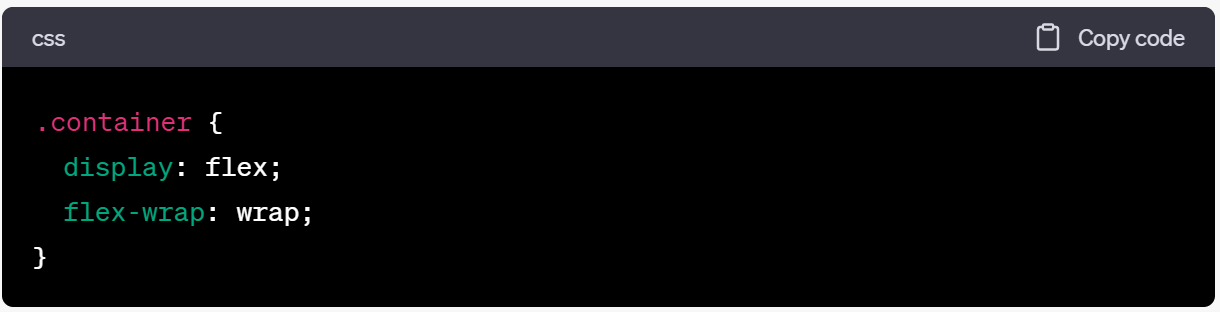 css
Copy code
.container {
display: flex;
flex-wrap: wrap;
}